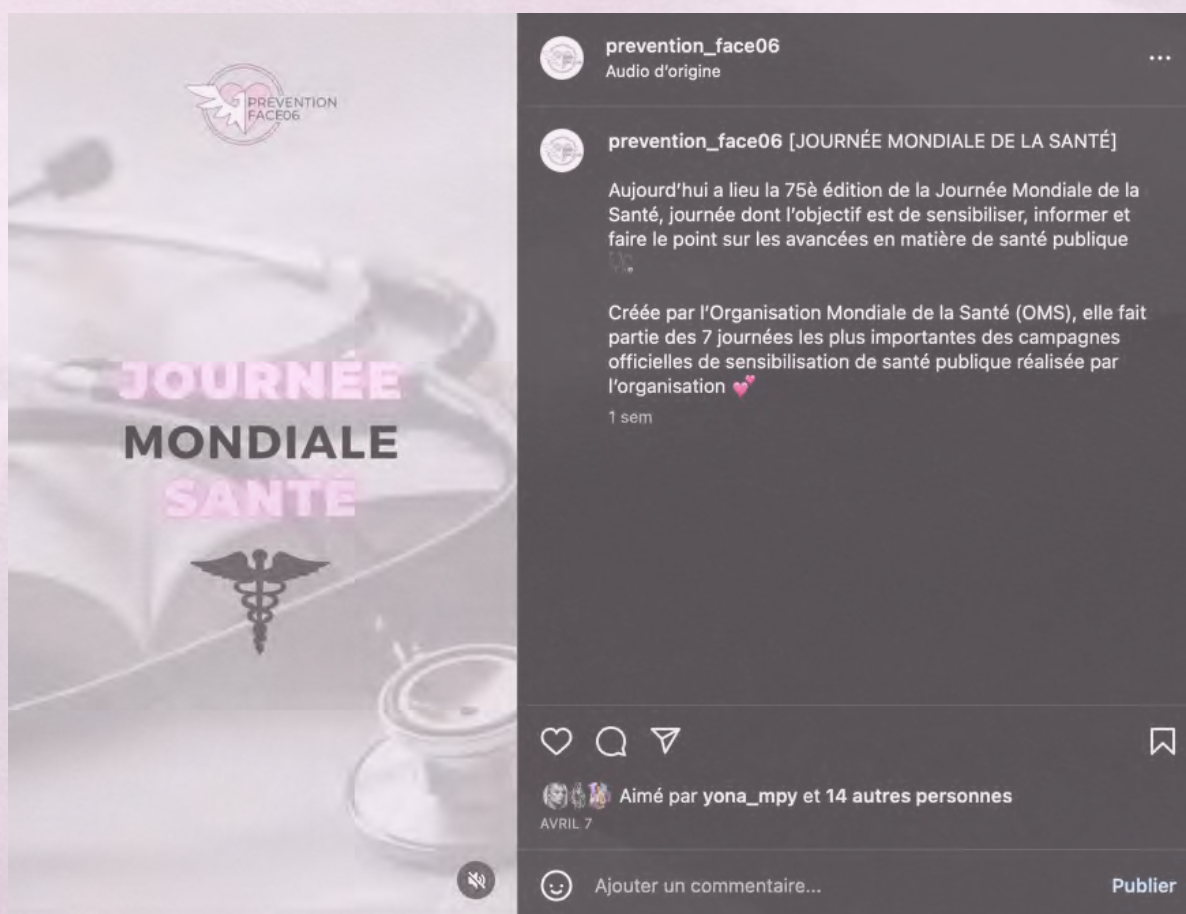 PREVENTION
FACE06
JOURNÉE
MONDIALE
SANTÉ
prevention_face06
Audio d'origine
prevention_face06 [JOURNÉE MONDIALE DE LA SANTÉ]
Aujourd'hui a lieu la 75è édition de la Journée Mondiale de la
Santé, journée dont l'objectif est de sensibiliser, informer et
faire le point sur les avancées en matière de santé publique
🩺
Créée par l'Organisation Mondiale de la Santé (OMS), elle fait
partie des 7 journées les plus importantes des campagnes
officielles de sensibilisation de santé publique réalisée par
l'organisation 💕
1 sem
Aimé par yona_mpy et 14 autres personnes
AVRIL 7
Ajouter un commentaire...
Publier